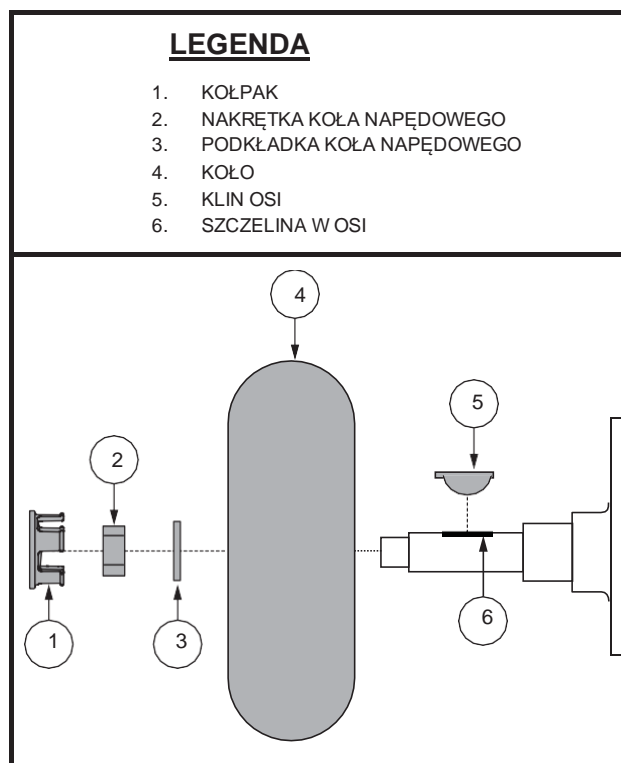 LEGENDA
1. KOŁPAK
2. NAKRĘTKA KOŁA NAPĘDOWEGO
3. PODKŁADKA KOŁA NAPĘDOWEGO
4. KOŁO
5. KLIN OSI
6. SZCZELINA W OSI
4
5
2
1
3
6